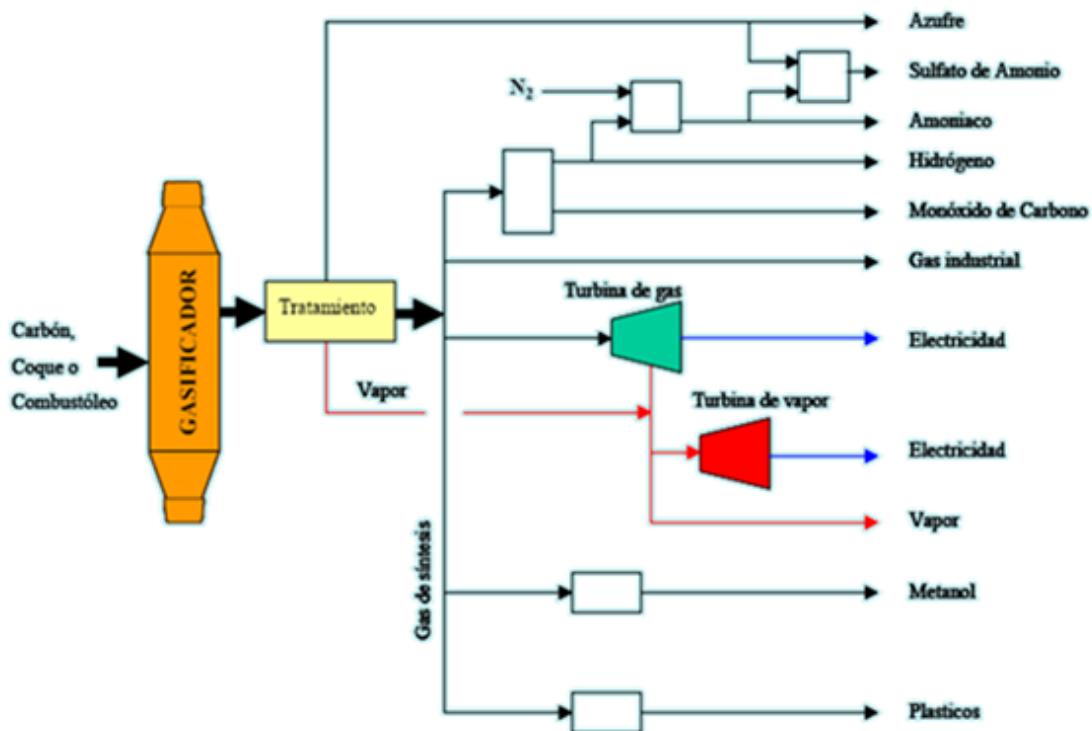 Azufre
Sulfato de Amonio
N₂
Amoniaco
Hidrógeno
Monóxido de Carbono
Gas industrial
Turbina de gas
Tratamiento
GASIFICADOR
Carbón,
Coque o
Combustóleo
Electricidad
Vapor
Turbina de vapor
Electricidad
Vapor
Gas de síntesis
Metanol
Plasticos